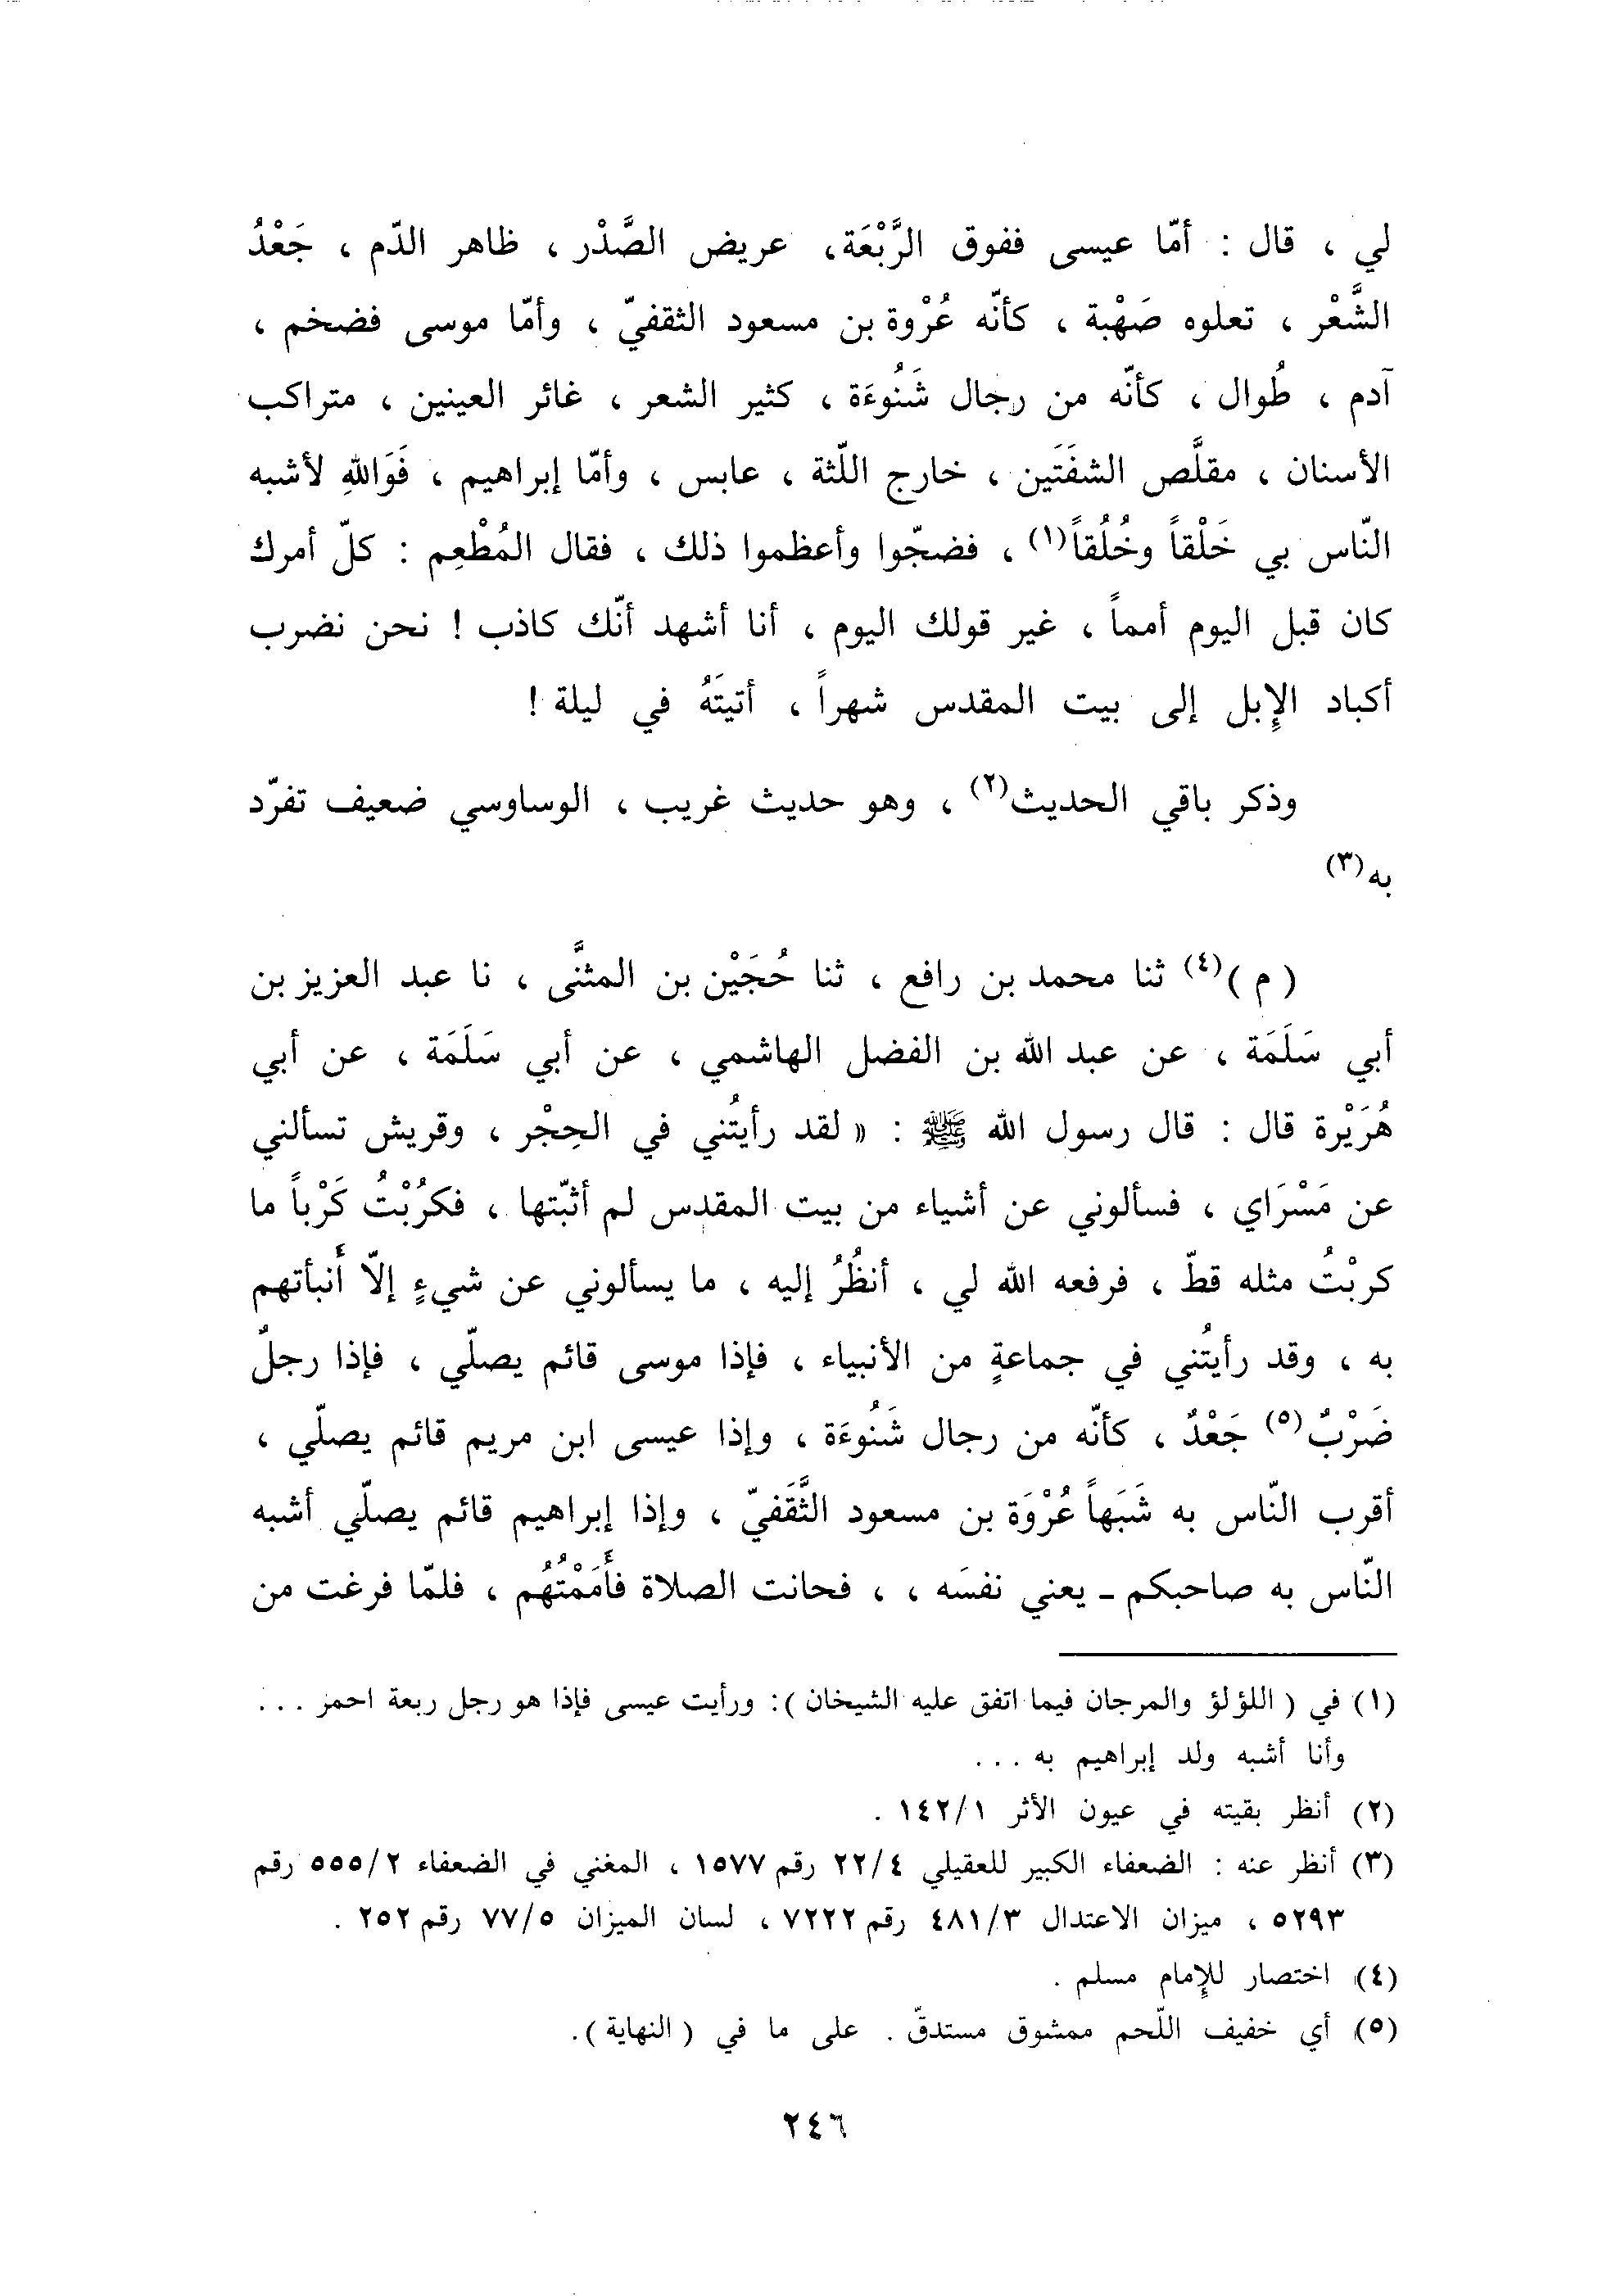 لي ، قال : أمّا عيسى ففوق الرَّبْعَة، عريض الصَّدْر ، ظاهر الدّم ، جَعْدُ
الشَّعْر ، تعلوه صَهْبة ، كأنّه عُرْوة بن مسعود الثقفيّ ، وأمّا موسى فضخم ،
آدم ، طُوال ، كأنّه من رجال شَنُوءَة ، كثير الشعر ، غائر العينين ، متراكب
الأسنان ، مقلَّص الشفَتَين ، خارج اللّثة ، عابس ، وأمّا إبراهيم ، فَوَاللهِ لأشبه
النّاس بي خَلْقاً وخُلُقاً(١) ، فضجّوا وأعظموا ذلك ، فقال المُطْعِم : كلّ أمرك
كان قبل اليوم أمماً ، غير قولك اليوم ، أنا أشهد أنّك كاذب ! نحن نضرب
أكباد الإبل إلى بيت المقدس شهراً ، أتيتَهُ في ليلة !
وذكر باقي الحديث(٢) ، وهو حديث غريب ، الوساوسي ضعيف تفرّد
به(٣)
( م )(٤) ثنا محمد بن رافع ، ثنا حُجَيْن بن المثنَّى ، نا عبد العزيز بن
أبي سَلَمَة ، عن عبد الله بن الفضل الهاشمي ، عن أبي سَلَمَة ، عن أبي
هُرَيْرة قال : قال رسول الله ﷺ : « لقد رأيتُني في الحِجْر ، وقريش تسألني
عن مَسْرَاي ، فسألوني عن أشياء من بيت المقدس لم أثبّتها ، فكرُبْتُ كَرْباً ما
كربْتُ مثله قطّ ، فرفعه الله لي ، أنظُرُ إليه ، ما يسألوني عن شيءٍ إلاّ أَنبأتهم
به ، وقد رأيتُني في جماعةٍ من الأنبياء ، فإذا موسى قائم يصلّي ، فإذا رجلٌ
ضَرْبٌ(٥) جَعْدٌ ، كأنّه من رجال شَنُوءَة ، وإذا عيسى ابن مريم قائم يصلّي ،
أقرب النّاس به شَبَهاً عُرْوَة بن مسعود الثَّقَفيّ ، وإذا إبراهيم قائم يصلّي أشبه
النّاس به صاحبكم ـ يعني نفسَه ، ، فحانت الصلاة فأَمَمْتُهُم ، فلمّا فرغت من
(١) في ( اللؤلؤ والمرجان فيما اتفق عليه الشيخان ): ورأيت عيسى فإذا هو رجل ربعة احمر ...
وأنا أشبه ولد إبراهيم به ...
(٢) أنظر بقيته في عيون الأثر ١٤٢/١ .
(٣) أنظر عنه : الضعفاء الكبير للعقيلي ٢٢/٤ رقم ١٥٧٧ ، المغني في الضعفاء ٥٥٥/٢ رقم
٥٢٩٣ ، ميزان الاعتدال ٤٨١/٣ رقم ٧٢٢٢ ، لسان الميزان ٧٧/٥ رقم ٢٥٢ .
(٤) اختصار للإمام مسلم .
(٥) أي خفيف اللّحم ممشوق مستدقّ . على ما في ( النهاية ).
٢٤٦